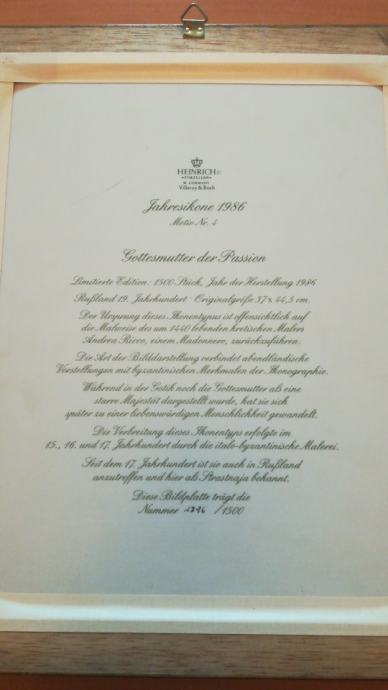 HEINRICH®
PORZELLAN
W. GERMANY
Villeroy & Boch
Jahresikone 1986
Motiv Nr. 4
Gottesmutter der Passion
Limitierte Edition: 1500 Stück, Jahr der Herstellung 1986
Rußland 19. Jahrhundert · Originalgröße 37 x 44,5 cm.
Der Ursprung dieses Ikonentypus ist offensichtlich auf
die Malweise des um 1440 lebenden kretischen Malers
Andrea Ricco, einem Madonnero, zurückzuführen.
Die Art der Bilddarstellung verbindet abendländische
Vorstellungen mit byzantinischen Merkmalen der Ikonographie.
Während in der Gotik noch die Gottesmutter als eine
starre Majestät dargestellt wurde, hat sie sich
später zu einer liebenswürdigen Menschlichkeit gewandelt.
Die Verbreitung dieses Ikonentyps erfolgte im
15., 16. und 17. Jahrhundert durch die italo-byzantinische Malerei.
Seit dem 17. Jahrhundert ist sie auch in Rußland
anzutreffen und hier als Strastnaja bekannt.
Diese Bildplatte trägt die
Nummer /1500